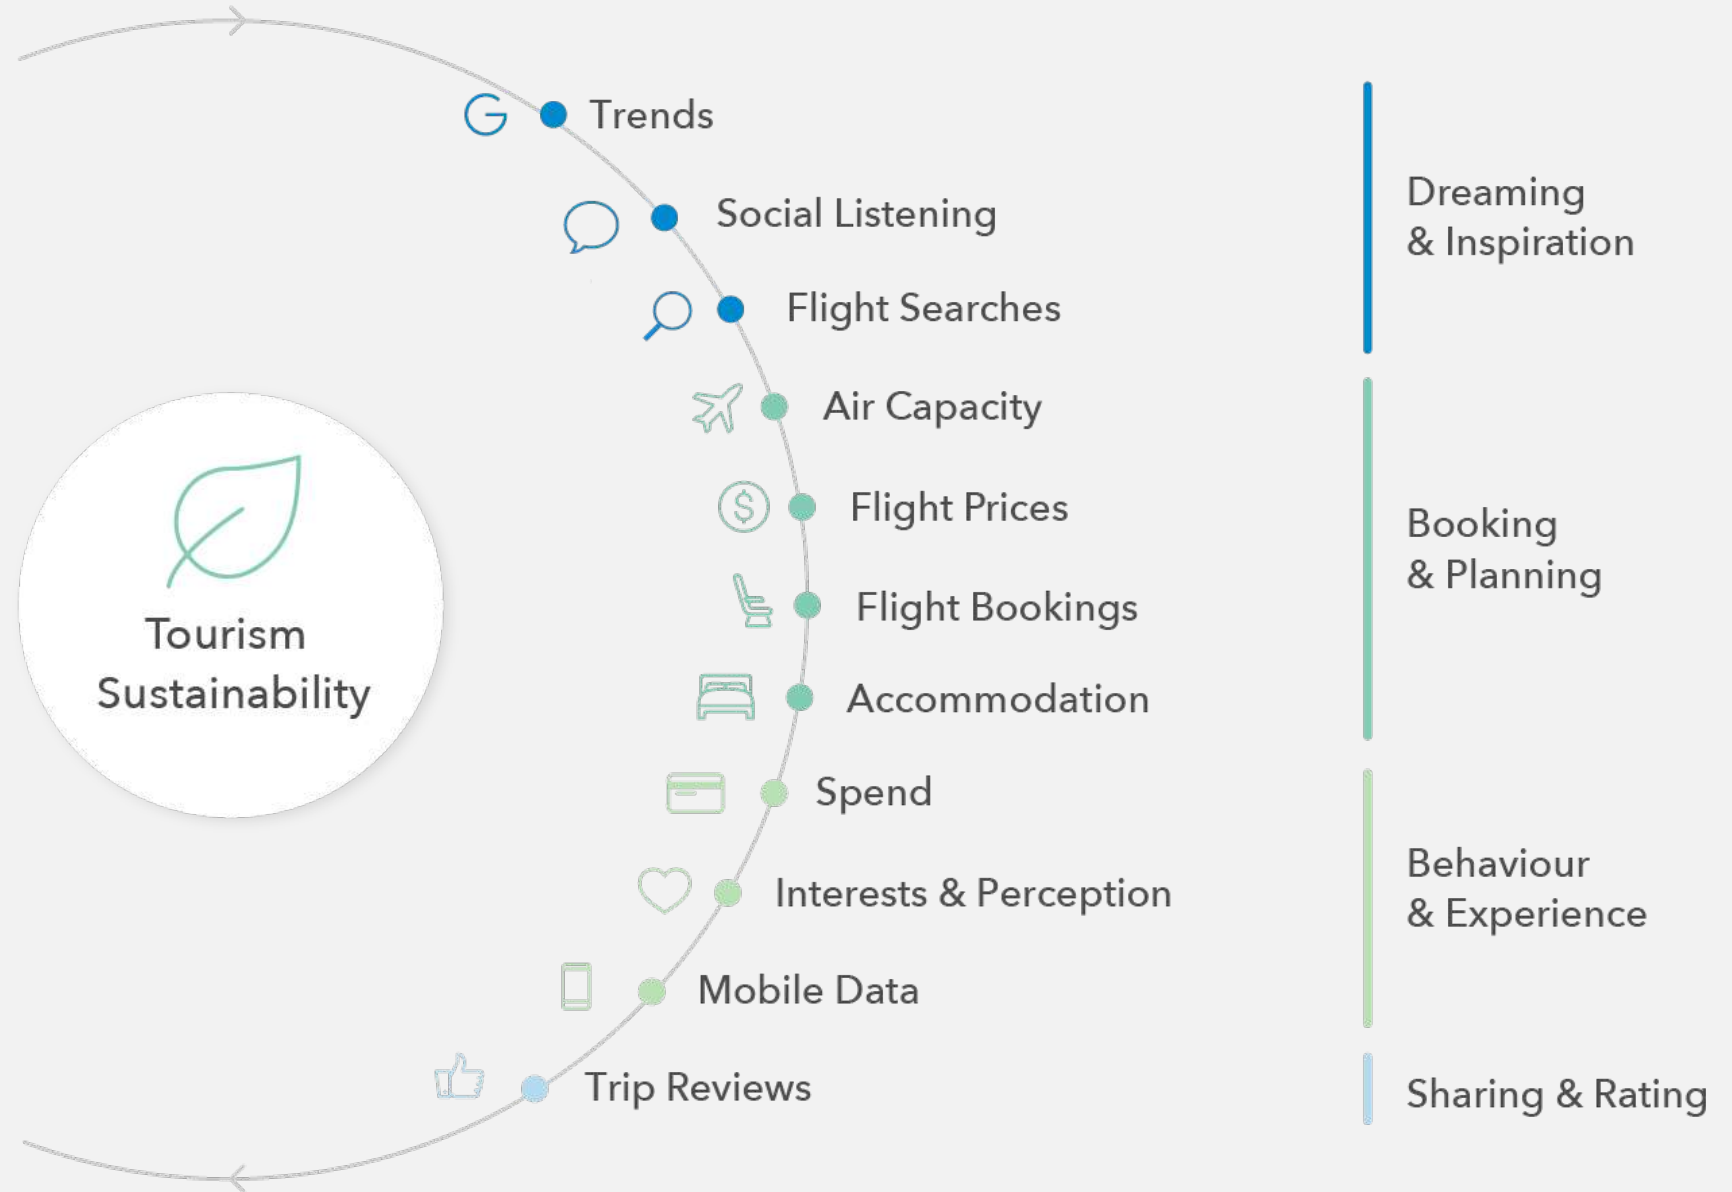 Trends
Social Listening
Flight Searches
Air Capacity
Flight Prices
Flight Bookings
Accommodation
Spend
Interests & Perception
Mobile Data
Trip Reviews
Tourism
Sustainability
Dreaming
& Inspiration
Booking
& Planning
Behaviour
& Experience
Sharing & Rating